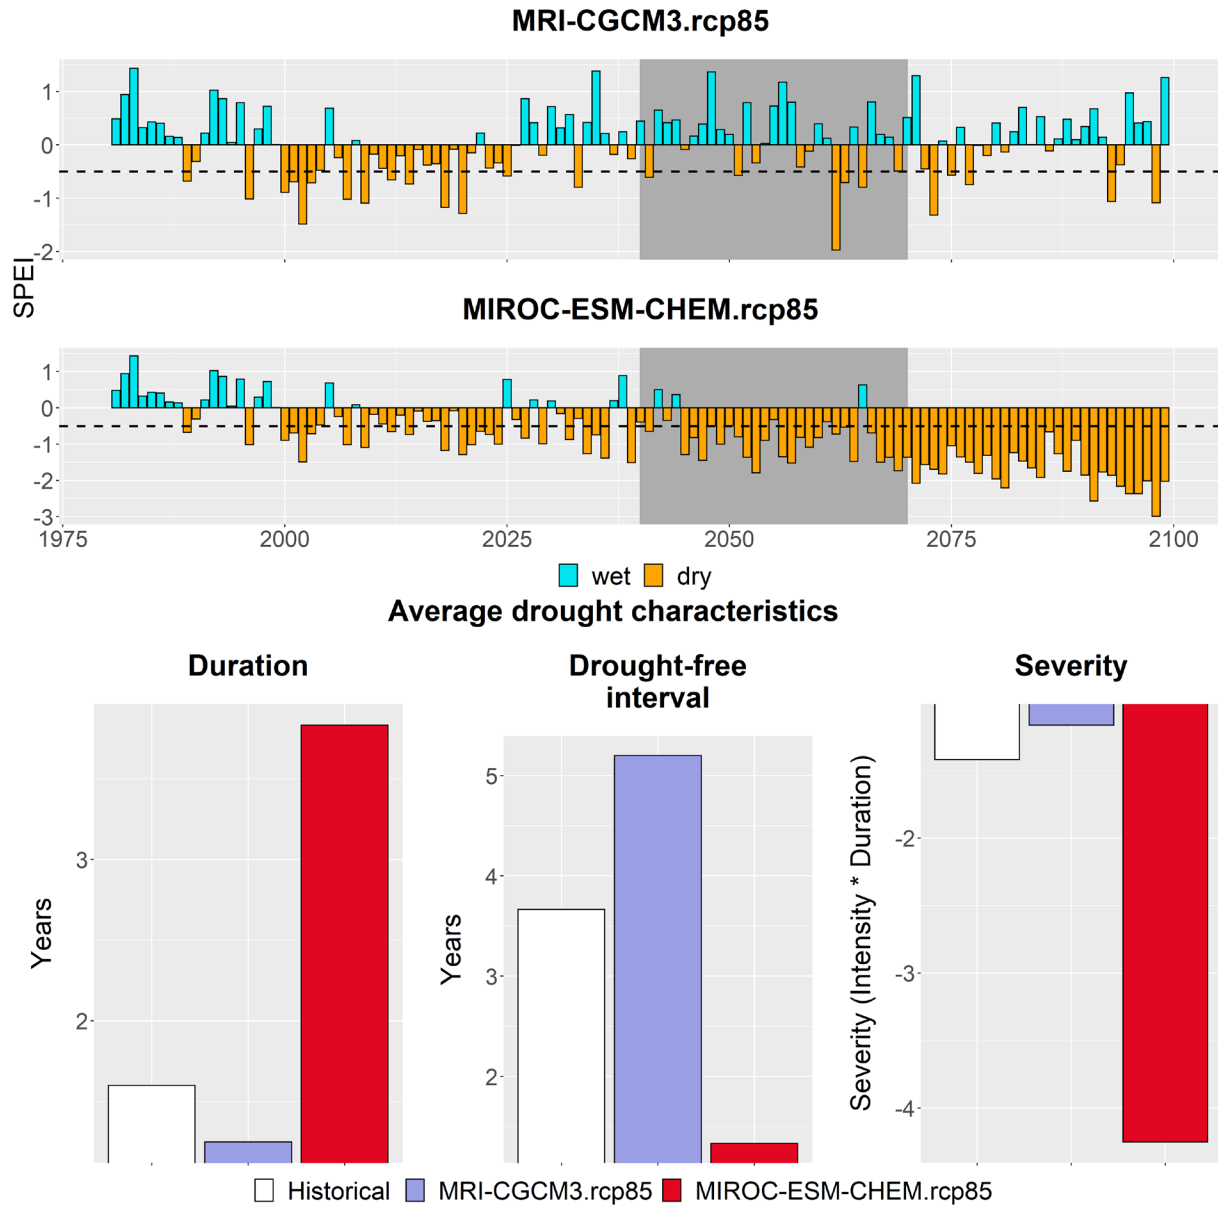 MRI-CGCM3.rcp85
1
0
-1
-2
SPEI
MIROC-ESM-CHEM.rcp85
1
0
-1
-2
-3
1975 2000 2025 2050 2075 2100
wet dry
Average drought characteristics
Duration
Years
3
2
Drought-free
interval
Years
5
4
3
2
Severity
Severity (Intensity * Duration)
-2
-3
-4
Historical MRI-CGCM3.rcp85 MIROC-ESM-CHEM.rcp85